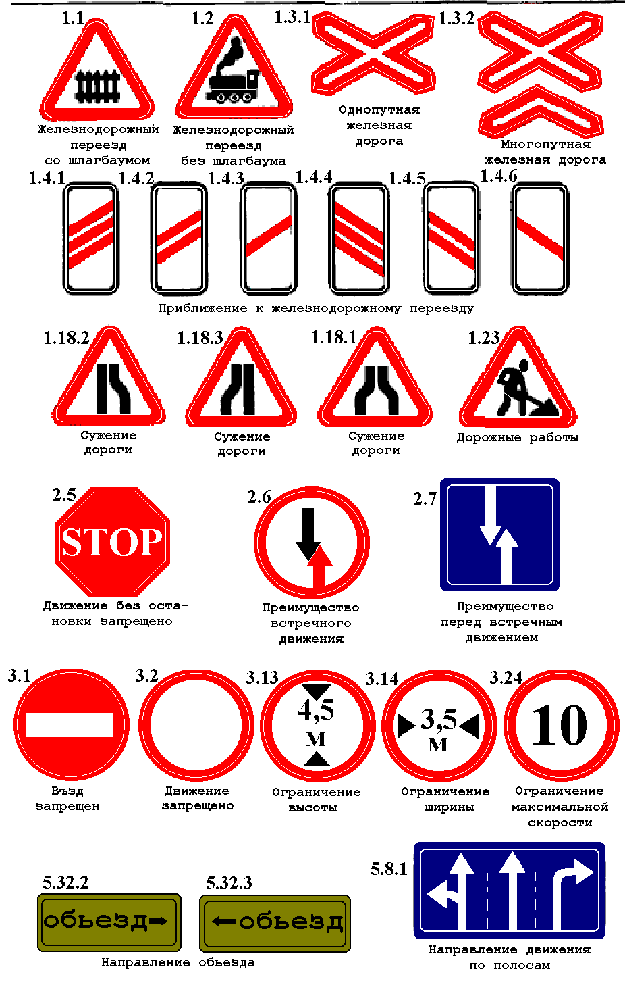 1.1
1.2
1.3.1
1.3.2
Железнодорожный
переезд
со шлагбаумом
Железнодорожный
переезд
без шлагбаума
Однопутная
железная
дорога
Многопутная
железная дорога
1.4.1
1.4.2
1.4.3
1.4.4
1.4.5
1.4.6
Приближение к железнодорожному переезду
1.18.2
1.18.3
1.18.1
1.23
Сужение
дороги
Сужение
дороги
Сужение
дороги
Дорожные работы
2.5
STOP
Движение без оста-
новки запрещено
2.6
Преимущество
встречного
движения
2.7
Преимущество
перед встречным
движением
3.1
Възд
запрещен
3.2
Движение
запрещено
3.13
4,5
м
Ограничение
высоты
3.14
3,5
м
Ограничение
ширины
3.24
10
Ограничение
максимальной
скорости
5.32.2
обьезд
5.32.3
обьезд
Направление обьезда
5.8.1
Направление движения
по полосам